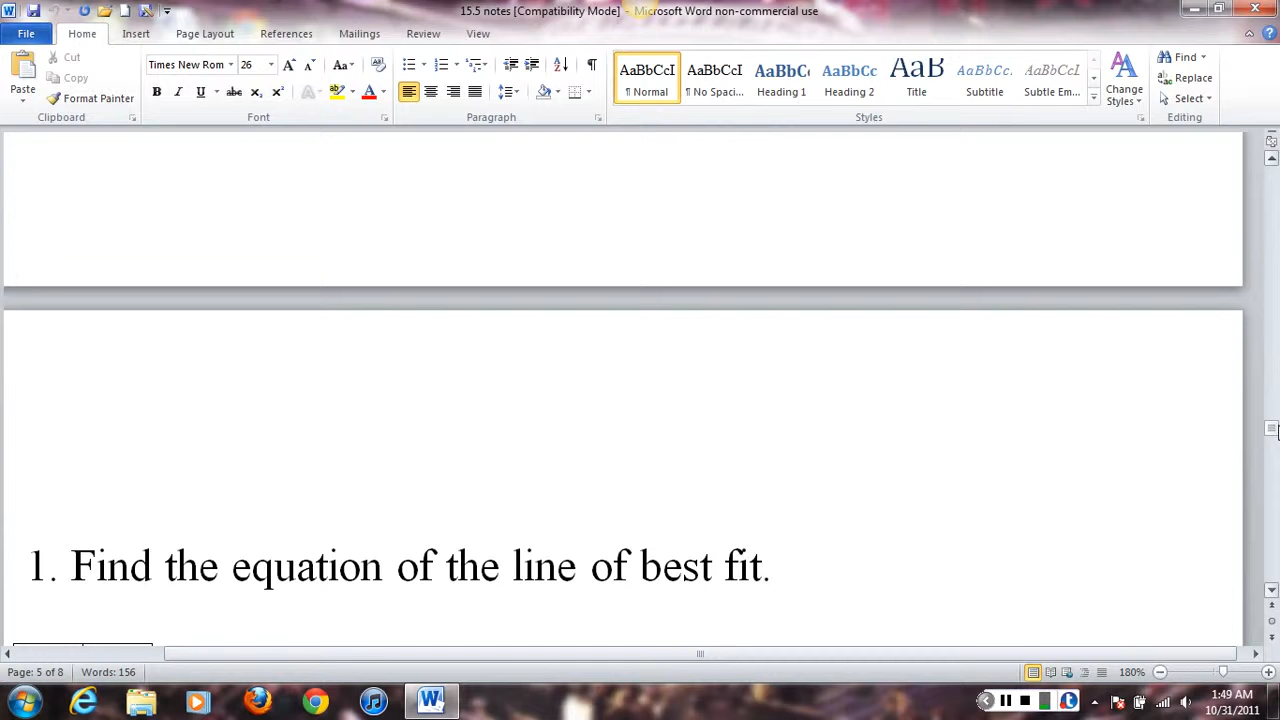 15.5 notes [Compatibility Mode] - Microsoft Word non-commercial use
File Home Insert Page Layout References Mailings Review View
Paste Cut Copy Format Painter
Times New Rom 26
AaBbCcI AaBbCcI AaBbCc AaBbCc AaB AaBbCc. AaBbCcI
¶ Normal ¶ No Spaci... Heading 1 Heading 2 Title Subtitle Subtle Em...
Change Styles
Find Replace Select
Clipboard Font Paragraph Styles Editing
1. Find the equation of the line of best fit.
Page: 5 of 8 Words: 156 180%
1:49 AM
10/31/2011